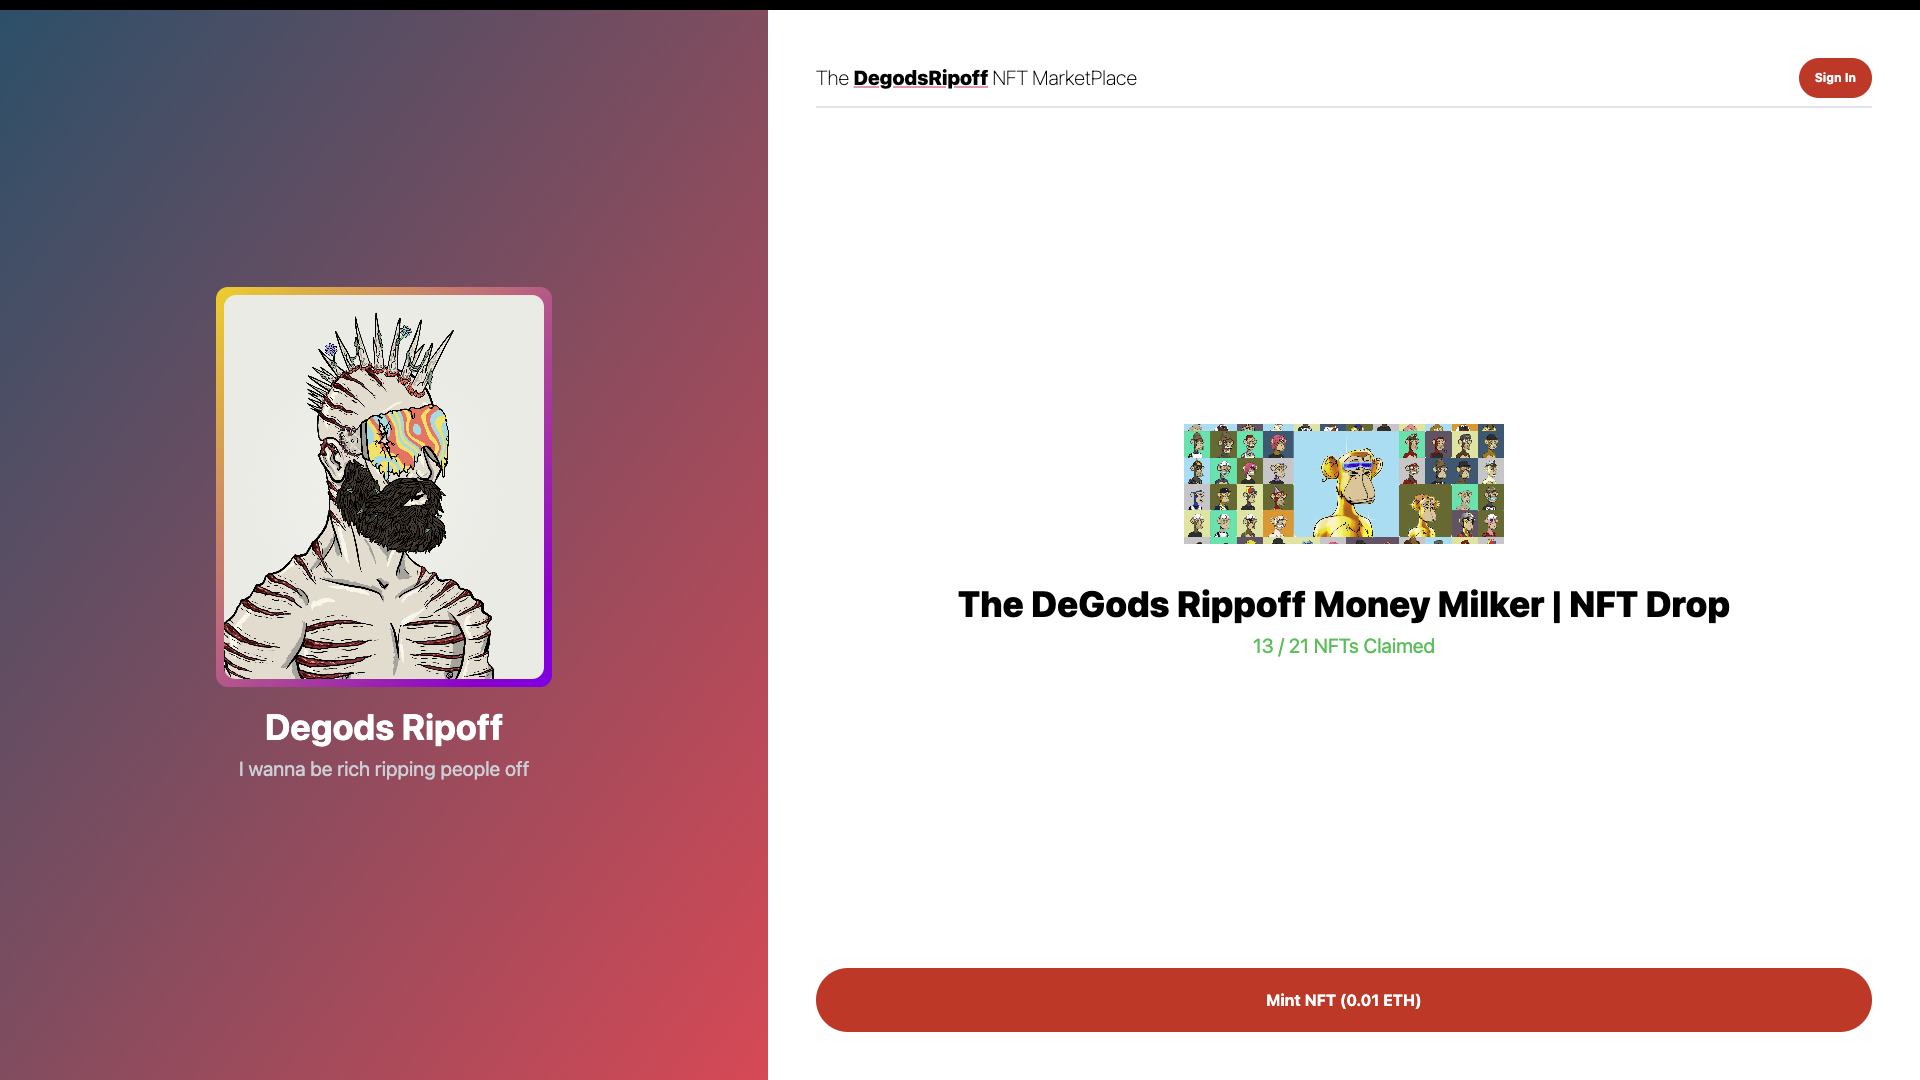 Degods Ripoff
I wanna be rich ripping people off
The DegodsRipoff NFT MarketPlace
Sign In
The DeGods Rippoff Money Milker | NFT Drop
13 / 21 NFTs Claimed
Mint NFT (0.01 ETH)